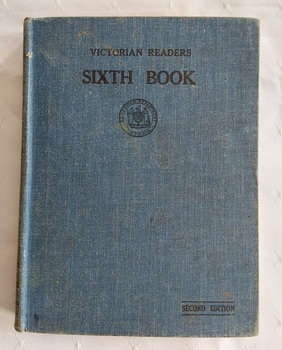 VICTORIAN READERS
SIXTH BOOK
SECOND EDITION